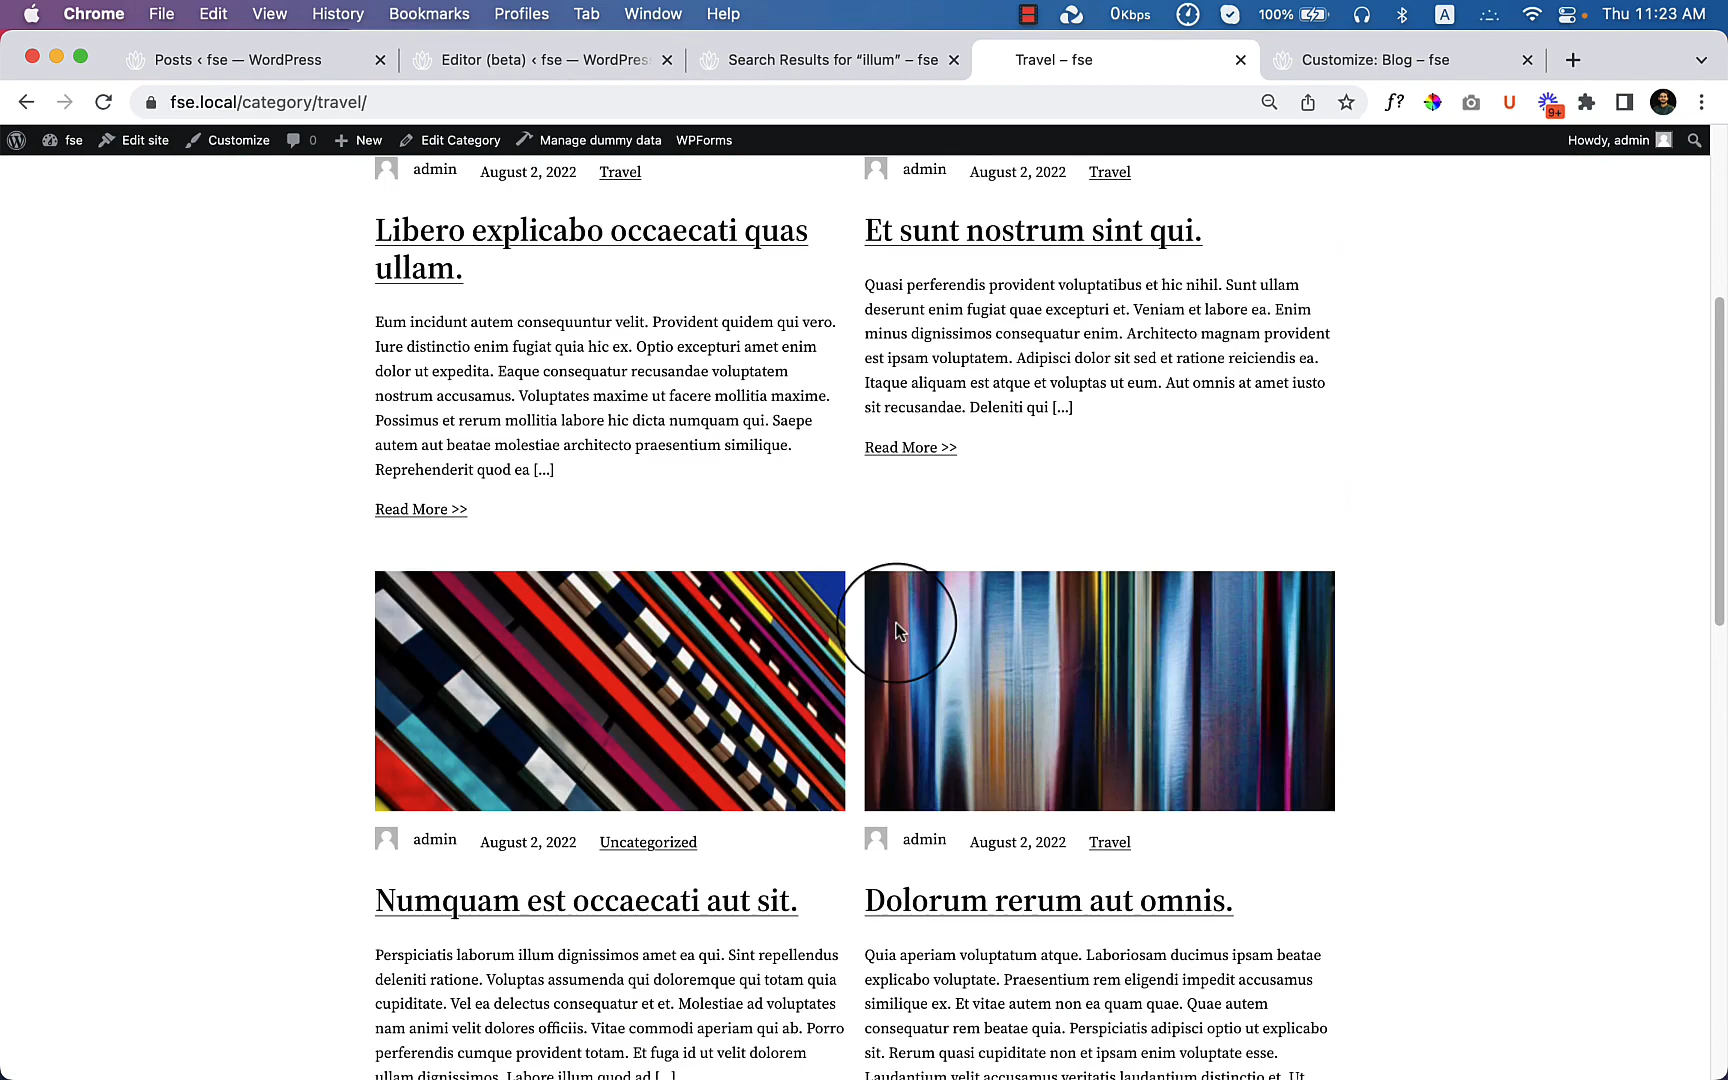 Chrome File Edit View History Bookmarks Profiles Tab Window Help 0Kbps 100% A Thu 11:23 AM
Posts ‹ fse — WordPress Editor (beta) ‹ fse — WordPres Search Results for “illum” – fse Travel – fse Customize: Blog – fse
fse.local/category/travel/ f? U 9+
fse Edit site Customize 0 New Edit Category Manage dummy data WPForms Howdy, admin
admin August 2, 2022 Travel
Libero explicabo occaecati quas
ullam.
Eum incidunt autem consequuntur velit. Provident quidem qui vero.
Iure distinctio enim fugiat quia hic ex. Optio excepturi amet enim
dolor ut expedita. Eaque consequatur recusandae voluptatem
nostrum accusamus. Voluptates maxime ut facere mollitia maxime.
Possimus et rerum mollitia labore hic dicta numquam qui. Saepe
autem aut beatae molestiae architecto praesentium similique.
Reprehenderit quod ea […]
Read More >>
admin August 2, 2022 Travel
Et sunt nostrum sint qui.
Quasi perferendis provident voluptatibus et hic nihil. Sunt ullam
deserunt enim fugiat quae excepturi et. Veniam et labore ea. Enim
minus dignissimos consequatur enim. Architecto magnam provident
est ipsam voluptatem. Adipisci dolor sit sed et ratione reiciendis ea.
Itaque aliquam est atque et voluptas ut eum. Aut omnis at amet iusto
sit recusandae. Deleniti qui […]
Read More >>
admin August 2, 2022 Uncategorized
Numquam est occaecati aut sit.
Perspiciatis laborum illum dignissimos amet ea qui. Sint repellendus
deleniti ratione. Voluptas assumenda qui doloremque qui totam quia
cupiditate. Vel ea delectus consequatur et et. Molestiae ad voluptates
nam animi velit dolores officiis. Vitae commodi aperiam qui ab. Porro
perferendis cumque provident totam. Et fuga id ut velit dolorem
ullam dignissimos. Labore illum quod ad […]
admin August 2, 2022 Travel
Dolorum rerum aut omnis.
Quia aperiam voluptatum atque. Laboriosam ducimus ipsam beatae
explicabo voluptate. Praesentium rem eligendi impedit accusamus
similique ex. Et vitae autem non ea quam quae. Quae autem
consequatur rem beatae quia. Perspiciatis adipisci optio ut explicabo
sit. Rerum quasi cupiditate non et ipsam enim voluptate esse.
Laudantium velit accusamus veritatis laudantium distinctio et. Ut